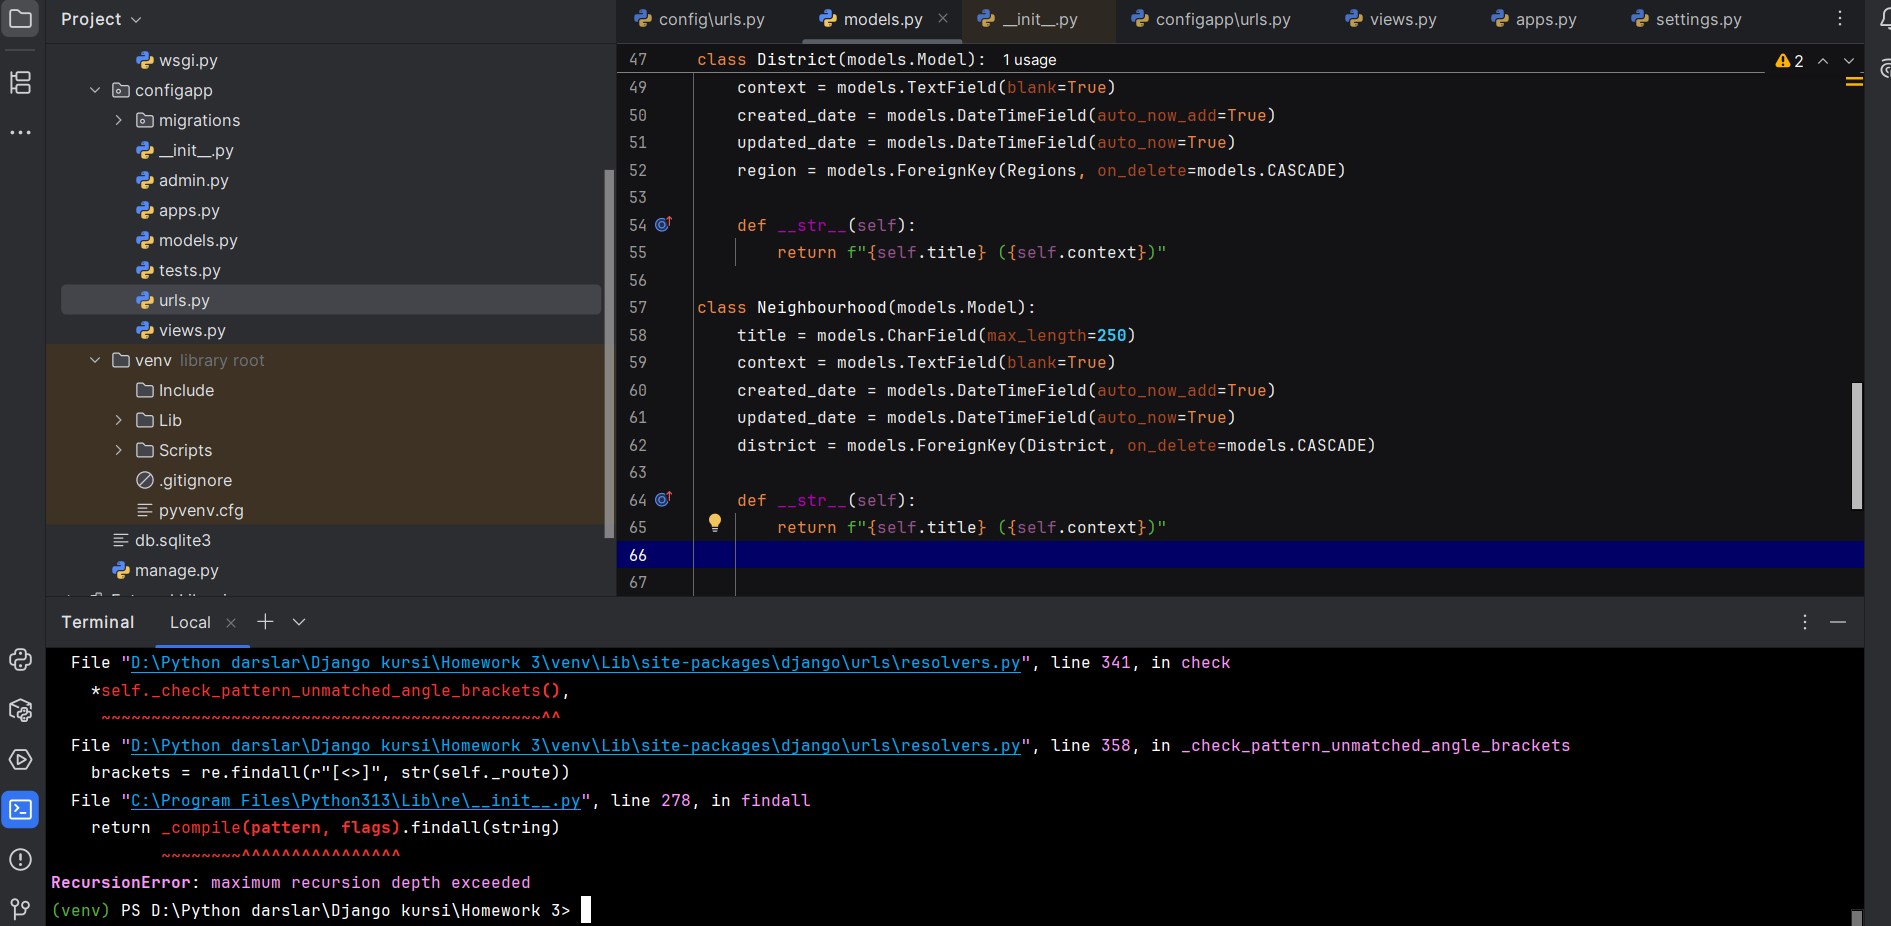 Project
config\urls.py
models.py
__init__.py
configapp\urls.py
views.py
apps.py
settings.py
wsgi.py
configapp
migrations
__init__.py
admin.py
apps.py
models.py
tests.py
urls.py
views.py
venv library root
Include
Lib
Scripts
.gitignore
pyvenv.cfg
db.sqlite3
manage.py
47 class District(models.Model): 1 usage
2
49 context = models.TextField(blank=True)
50 created_date = models.DateTimeField(auto_now_add=True)
51 updated_date = models.DateTimeField(auto_now=True)
52 region = models.ForeignKey(Regions, on_delete=models.CASCADE)
53
54 def __str__(self):
55 return f"{self.title} ({self.context})"
56
57 class Neighbourhood(models.Model):
58 title = models.CharField(max_length=250)
59 context = models.TextField(blank=True)
60 created_date = models.DateTimeField(auto_now_add=True)
61 updated_date = models.DateTimeField(auto_now=True)
62 district = models.ForeignKey(District, on_delete=models.CASCADE)
63
64 def __str__(self):
65 return f"{self.title} ({self.context})"
66
67
Terminal
Local
File "D:\Python darslar\Django kursi\Homework 3\venv\Lib\site-packages\django\urls\resolvers.py", line 341, in check
*self._check_pattern_unmatched_angle_brackets(),
~~~~~~~~~~~~~~~~~~~~~~~~~~~~~~~~~~~~~~~~~~~~^^
File "D:\Python darslar\Django kursi\Homework 3\venv\Lib\site-packages\django\urls\resolvers.py", line 358, in _check_pattern_unmatched_angle_brackets
brackets = re.findall(r"[<>]", str(self._route))
File "C:\Program Files\Python313\Lib\re\__init__.py", line 278, in findall
return _compile(pattern, flags).findall(string)
~~~~~~~~^^^^^^^^^^^^^^^^
RecursionError: maximum recursion depth exceeded
(venv) PS D:\Python darslar\Django kursi\Homework 3>